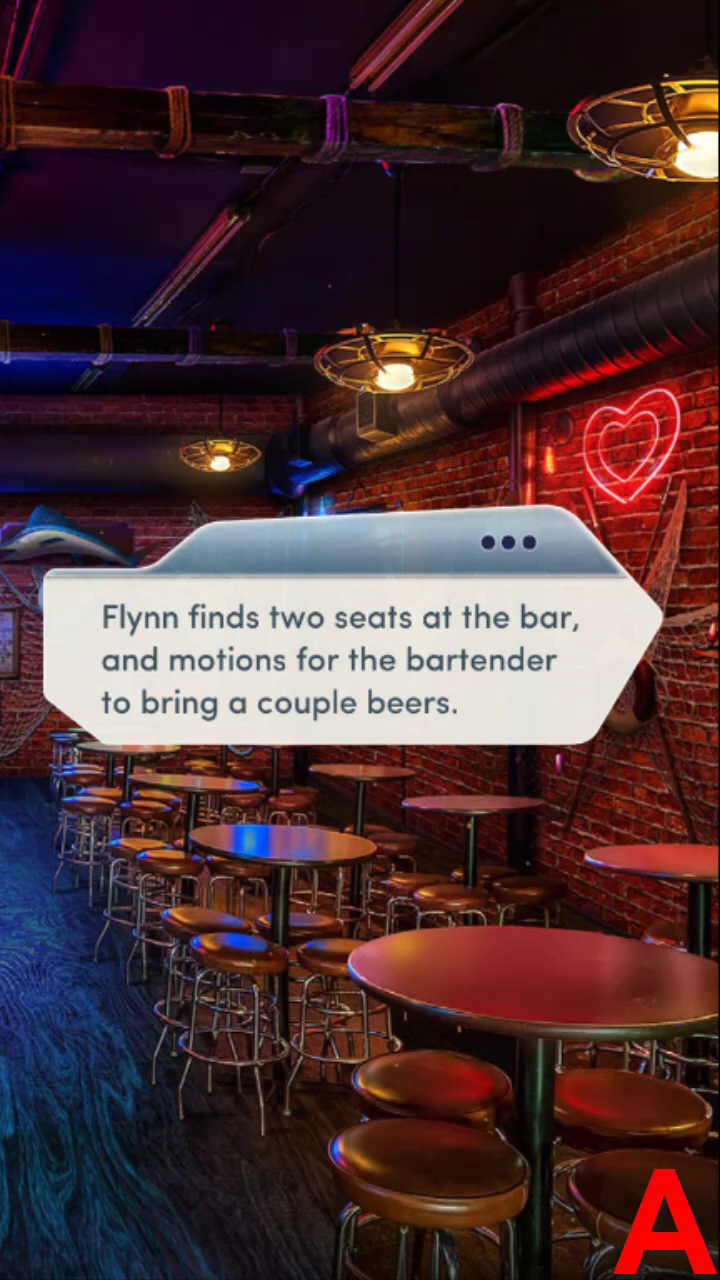 Flynn finds two seats at the bar,
and motions for the bartender
to bring a couple beers.
A